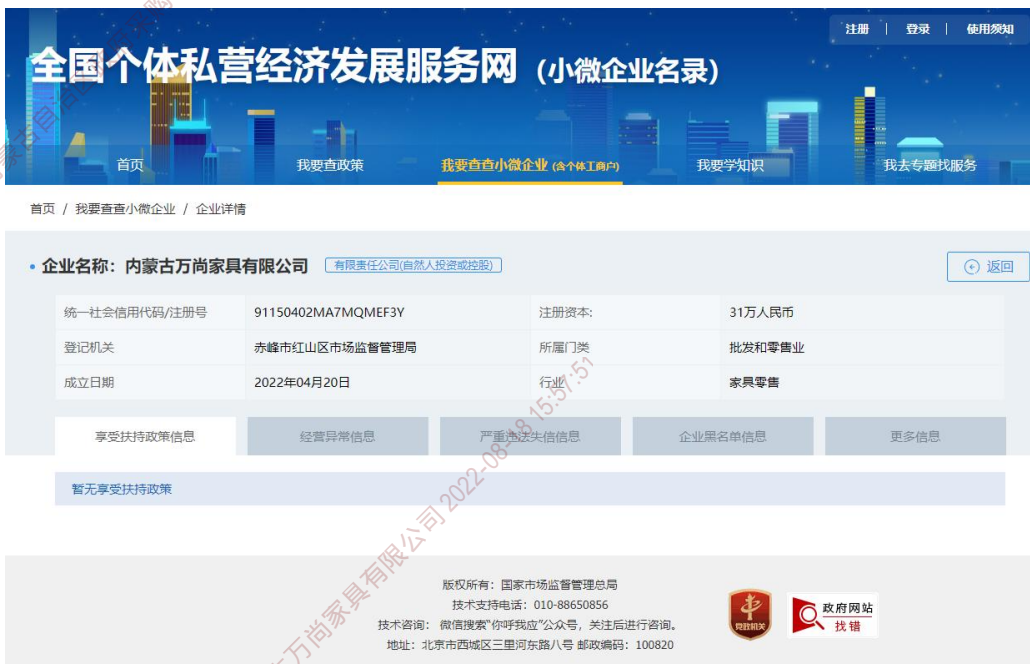 注册 | 登录 | 使用须知
全国个体私营经济发展服务网（小微企业名录）
首页 我要查政策 我要查查小微企业 (含个体工商户) 我要学知识 我去专题找服务
首页 / 我要查查小微企业 / 企业详情
企业名称：内蒙古万尚家具有限公司 有限责任公司(自然人投资或控股) 返回
统一社会信用代码/注册号 91150402MA7MQMEF3Y 注册资本: 31万人民币
登记机关 赤峰市红山区市场监督管理局 所属门类 批发和零售业
成立日期 2022年04月20日 行业 家具零售
享受扶持政策信息 经营异常信息 严重违法失信信息 企业黑名单信息 更多信息
暂无享受扶持政策
版权所有：国家市场监督管理总局
技术支持电话：010-88650856
技术咨询： 微信搜索"你呼我应"公众号，关注后进行咨询。
地址：北京市西城区三里河东路八号 邮政编码：100820
党政机关
政府网站
找错
万尚家具有限公司 2022-08-18 15:57:51